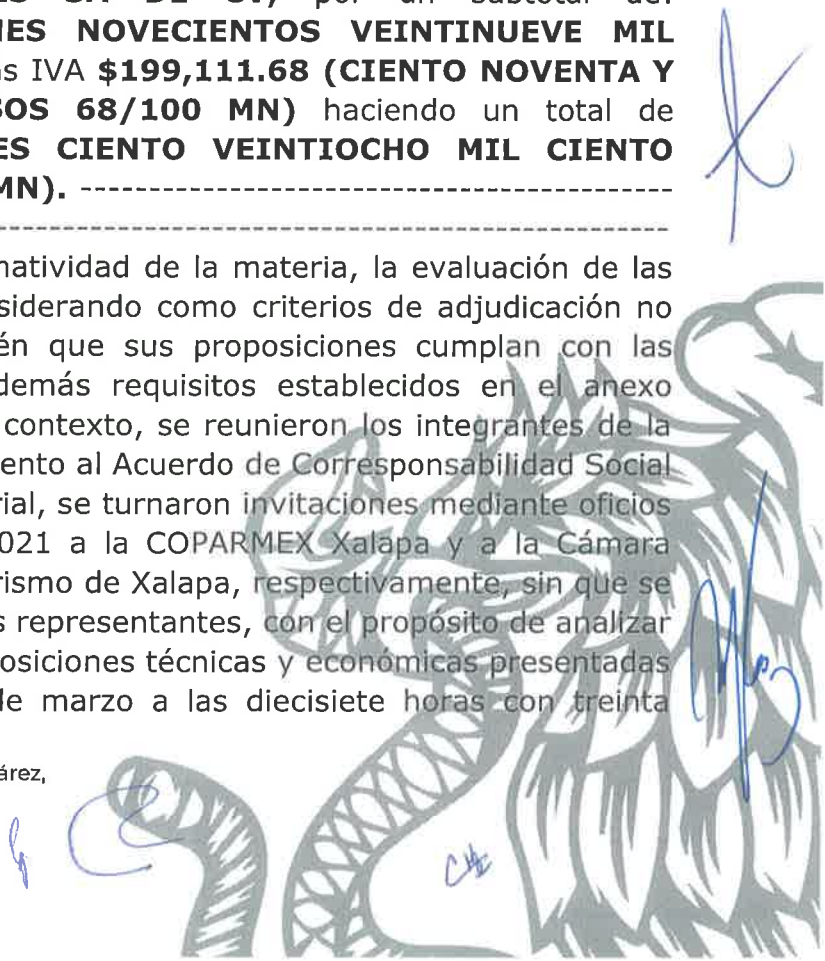 ES SA DE CV, por un subtotal de:
NES NOVECIENTOS VEINTINUEVE MIL
s IVA $199,111.68 (CIENTO NOVENTA Y
SOS 68/100 MN) haciendo un total de
ES CIENTO VEINTIOCHO MIL CIENTO
MN). -------------------------------------------
-------------------------------------------------
natividad de la materia, la evaluación de las
siderando como criterios de adjudicación no
én que sus proposiciones cumplan con las
demás requisitos establecidos en el anexo
contexto, se reunieron los integrantes de la
ento al Acuerdo de Corresponsabilidad Social
rial, se turnaron invitaciones mediante oficios
021 a la COPARMEX Xalapa y a la Cámara
rismo de Xalapa, respectivamente, sin que se
s representantes, con el propósito de analizar
osiciones técnicas y económicas presentadas
de marzo a las diecisiete horas con treinta
árez,